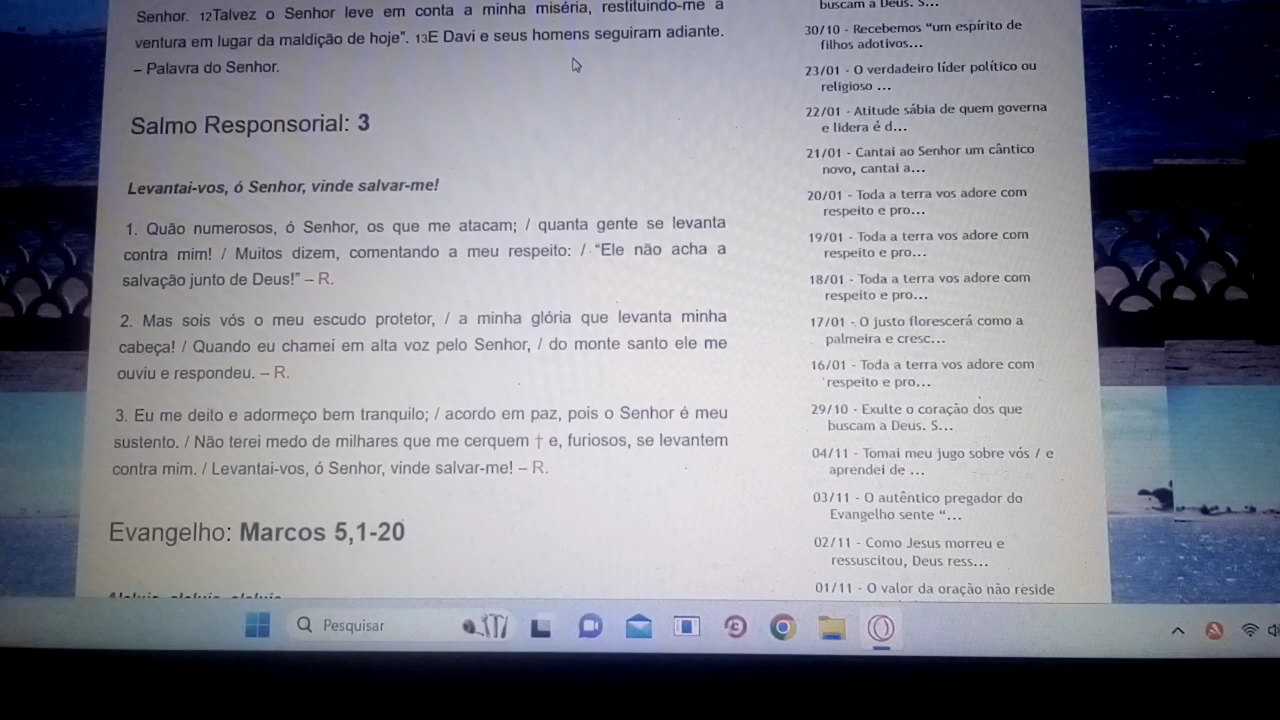 Senhor. 12Talvez o Senhor leve em conta a minha miséria, restituindo-me a
ventura em lugar da maldição de hoje". 13E Davi e seus homens seguiram adiante.
– Palavra do Senhor.
Salmo Responsorial: 3
Levantai-vos, ó Senhor, vinde salvar-me!
1. Quão numerosos, ó Senhor, os que me atacam; / quanta gente se levanta
contra mim! / Muitos dizem, comentando a meu respeito: / "Ele não acha a
salvação junto de Deus!" – R.
2. Mas sois vós o meu escudo protetor, / a minha glória que levanta minha
cabeça! / Quando eu chamei em alta voz pelo Senhor, / do monte santo ele me
ouviu e respondeu. – R.
3. Eu me deito e adormeço bem tranquilo; / acordo em paz, pois o Senhor é meu
sustento. / Não terei medo de milhares que me cerquem † e, furiosos, se levantem
contra mim. / Levantai-vos, ó Senhor, vinde salvar-me! – R.
Evangelho: Marcos 5,1-20
buscam a Deus. S...
30/10 - Recebemos "um espírito de
filhos adotivos...
23/01 - O verdadeiro líder político ou
religioso ...
22/01 - Atitude sábia de quem governa
e lidera é d...
21/01 - Cantai ao Senhor um cântico
novo, cantai a...
20/01 - Toda a terra vos adore com
respeito e pro...
19/01 - Toda a terra vos adore com
respeito e pro...
18/01 - Toda a terra vos adore com
respeito e pro...
17/01 - O justo florescerá como a
palmeira e cresc...
16/01 - Toda a terra vos adore com
respeito e pro...
29/10 - Exulte o coração dos que
buscam a Deus. S...
04/11 - Tomai meu jugo sobre vós / e
aprendei de ...
03/11 - O autêntico pregador do
Evangelho sente "...
02/11 - Como Jesus morreu e
ressuscitou, Deus ress...
01/11 - O valor da oração não reside
Pesquisar